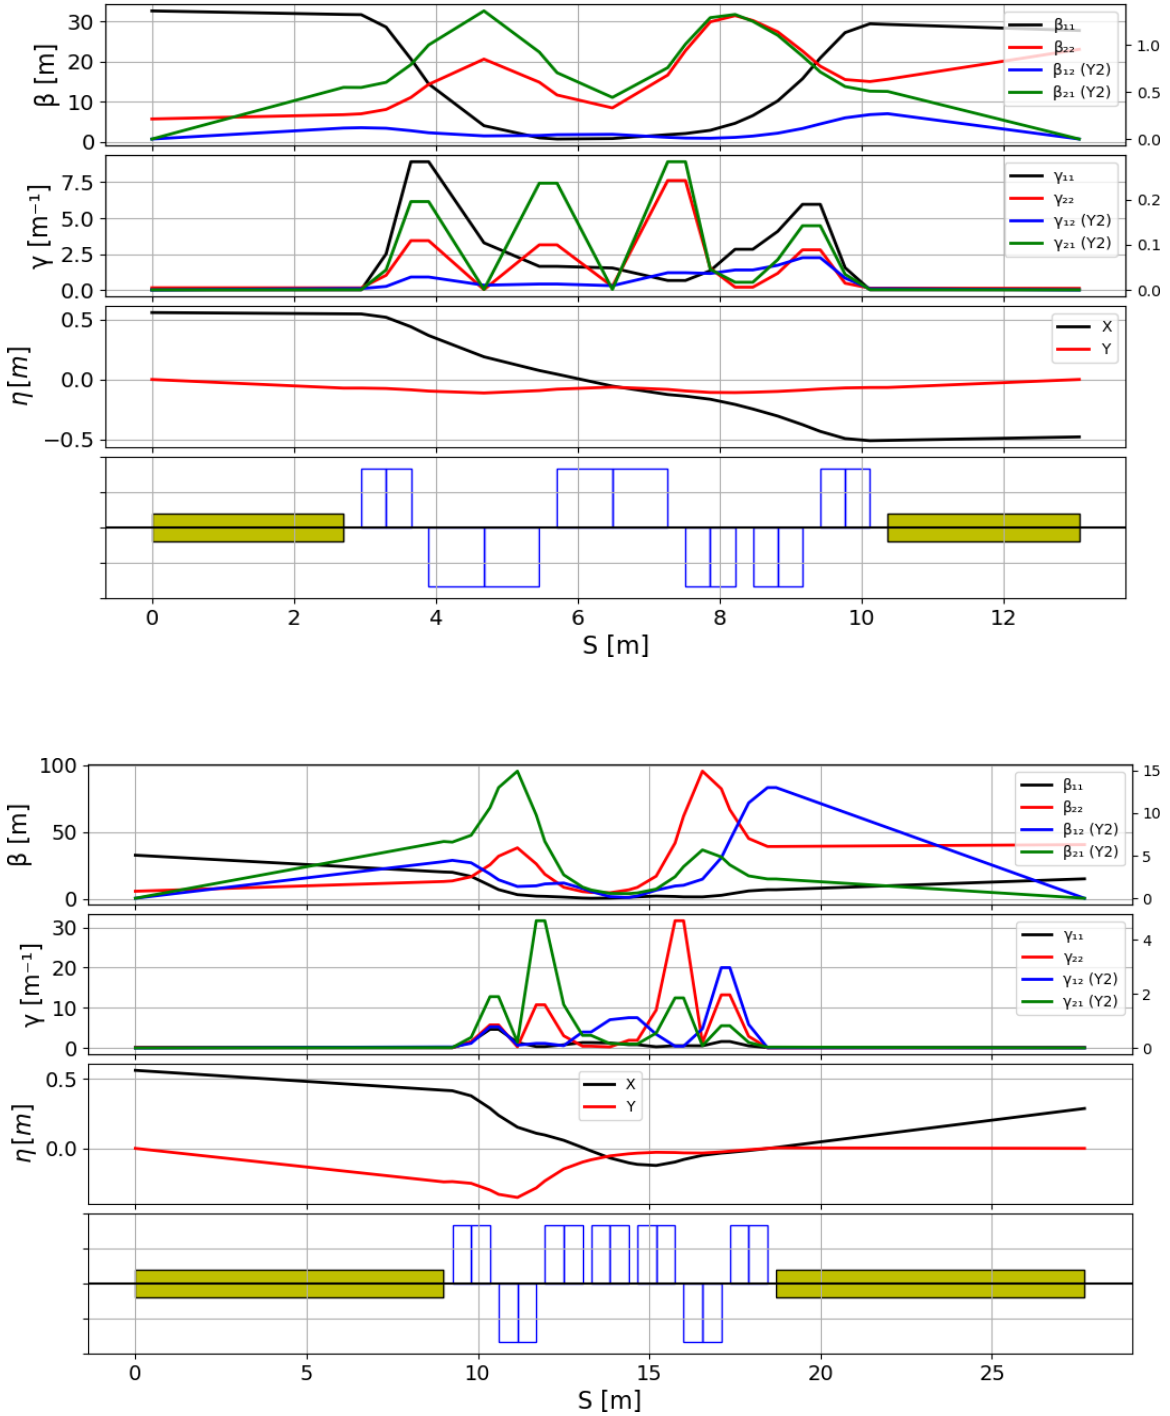 β [m]
30
20
10
0
β₁₁
β₂₂
β₁₂ (Y2)
β₂₁ (Y2)
1.0
0.5
0.0
γ [m⁻¹]
7.5
5.0
2.5
0.0
γ₁₁
γ₂₂
γ₁₂ (Y2)
γ₂₁ (Y2)
0.2
0.1
0.0
η[m]
0.5
0.0
−0.5
X
Y
0 2 4 6 8 10 12
S [m]
β [m]
100
50
0
β₁₁
β₂₂
β₁₂ (Y2)
β₂₁ (Y2)
15
10
5
0
γ [m⁻¹]
30
20
10
0
γ₁₁
γ₂₂
γ₁₂ (Y2)
γ₂₁ (Y2)
4
2
0
η[m]
0.5
0.0
X
Y
0 5 10 15 20 25
S [m]